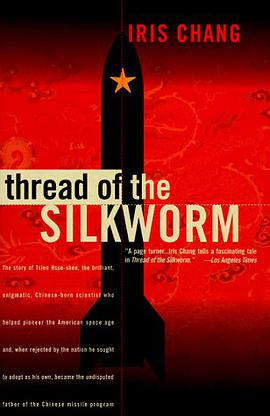 IRIS CHANG
thread of the
SILKWORM
"A page turner...Iris Chang tells a fascinating tale
in Thread of the Silkworm." —Los Angeles Times
The story of Tsien Hsue-shen, the brilliant,
enigmatic, Chinese-born scientist who
helped pioneer the American space age
and, when rejected by the nation he sought
to adopt as his own, became the undisputed
father of the Chinese missile program